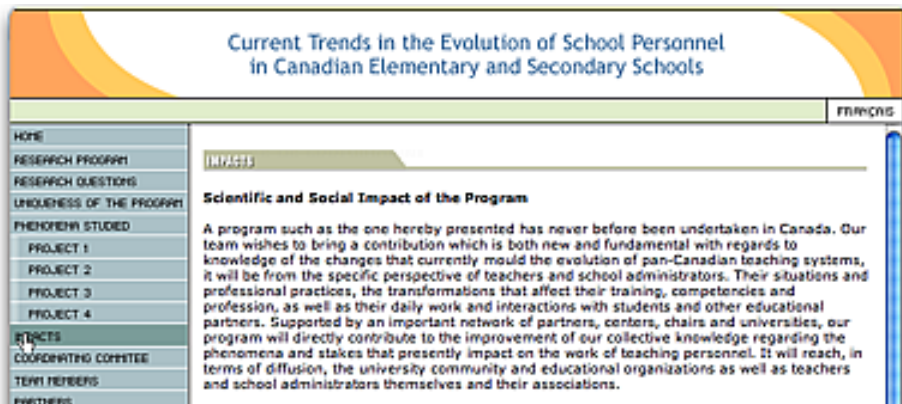 Current Trends in the Evolution of School Personnel
in Canadian Elementary and Secondary Schools
FRANÇAIS
HOME
RESEARCH PROGRAM
RESEARCH QUESTIONS
UNIQUENESS OF THE PROGRAM
PHENOMENA STUDIED
PROJECT 1
PROJECT 2
PROJECT 3
PROJECT 4
IMPACTS
COORDINATING COMMITEE
TEAM MEMBERS
PARTNERS
IMPACTS
Scientific and Social Impact of the Program
A program such as the one hereby presented has never before been undertaken in Canada. Our
team wishes to bring a contribution which is both new and fundamental with regards to
knowledge of the changes that currently mould the evolution of pan-Canadian teaching systems,
it will be from the specific perspective of teachers and school administrators. Their situations and
professional practices, the transformations that affect their training, competencies and
profession, as well as their daily work and interactions with students and other educational
partners. Supported by an important network of partners, centers, chairs and universities, our
program will directly contribute to the improvement of our collective knowledge regarding the
phenomena and stakes that presently impact on the work of teaching personnel. It will reach, in
terms of diffusion, the university community and educational organizations as well as teachers
and school administrators themselves and their associations.